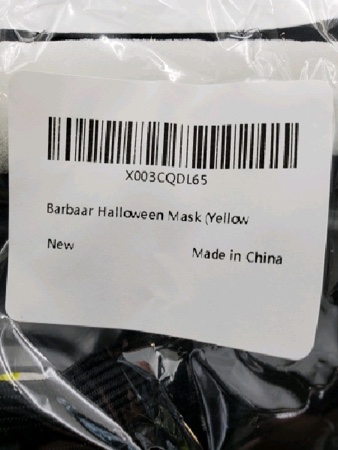 X003CQDL65
Barbaar Halloween Mask (Yellow
New
Made in China